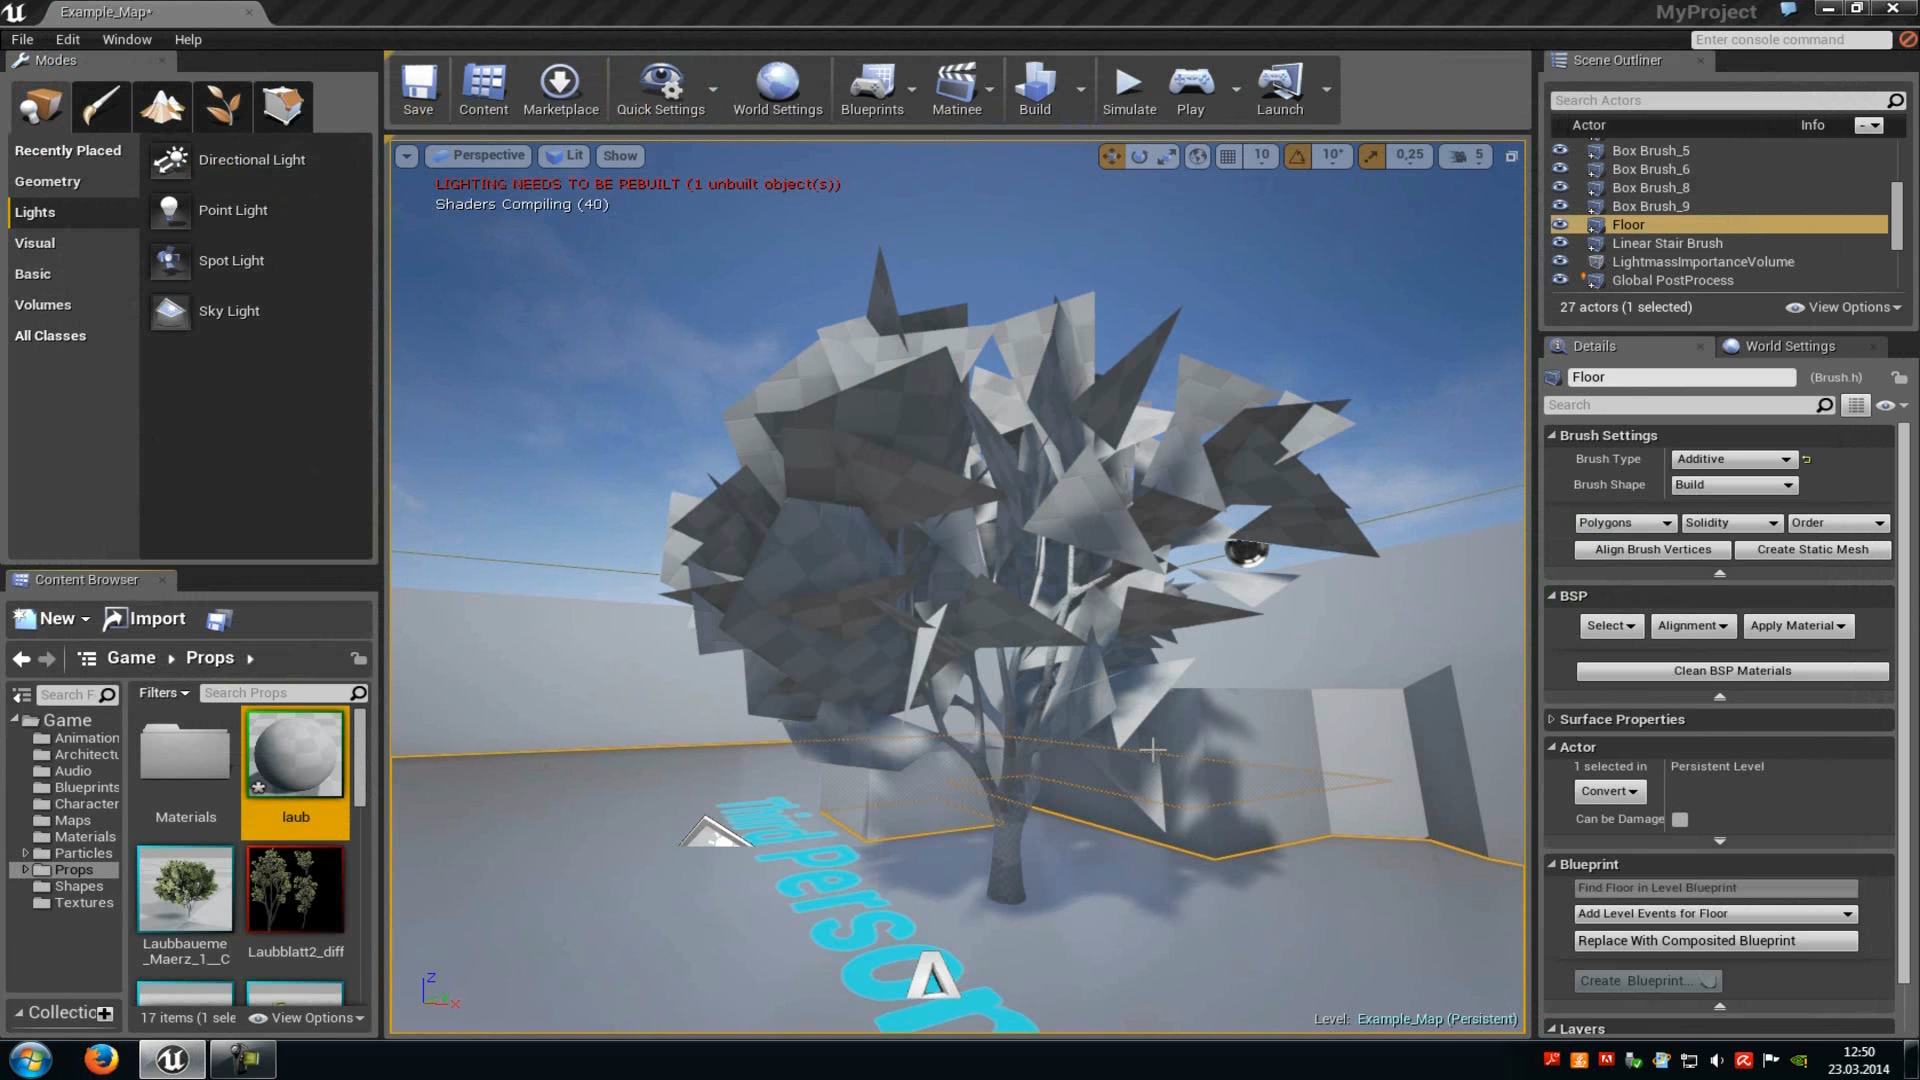 Example_Map*
MyProject
File Edit Window Help
Enter console command
Modes
Recently Placed
Geometry
Lights
Visual
Basic
Volumes
All Classes
Directional Light
Point Light
Spot Light
Sky Light
Save
Content
Marketplace
Quick Settings
World Settings
Blueprints
Matinee
Build
Simulate
Play
Launch
Perspective
Lit
Show
10
10°
0,25
5
LIGHTING NEEDS TO BE REBUILT (1 unbuilt object(s))
Shaders Compiling (40)
Third Person
Z
X
Level: Example_Map (Persistent)
Content Browser
New
Import
Game
Props
Search F
Filters
Search Props
Game
Animation
Architectu
Audio
Blueprints
Character
Maps
Materials
Particles
Props
Shapes
Textures
Collectio
Materials
laub
Laubbaeume
_Maerz_1__C
Laubblatt2_diff
17 items (1 sele
View Options
Scene Outliner
Search Actors
Actor
Info
Box Brush_5
Box Brush_6
Box Brush_8
Box Brush_9
Floor
Linear Stair Brush
LightmassImportanceVolume
Global PostProcess
27 actors (1 selected)
View Options
Details
World Settings
Floor
(Brush.h)
Search
Brush Settings
Brush Type
Additive
Brush Shape
Build
Polygons
Solidity
Order
Align Brush Vertices
Create Static Mesh
BSP
Select
Alignment
Apply Material
Clean BSP Materials
Surface Properties
Actor
1 selected in
Persistent Level
Convert
Can be Damage
Blueprint
Find Floor in Level Blueprint
Add Level Events for Floor
Replace With Composited Blueprint
Create Blueprint...
Layers
12:50
23.03.2014